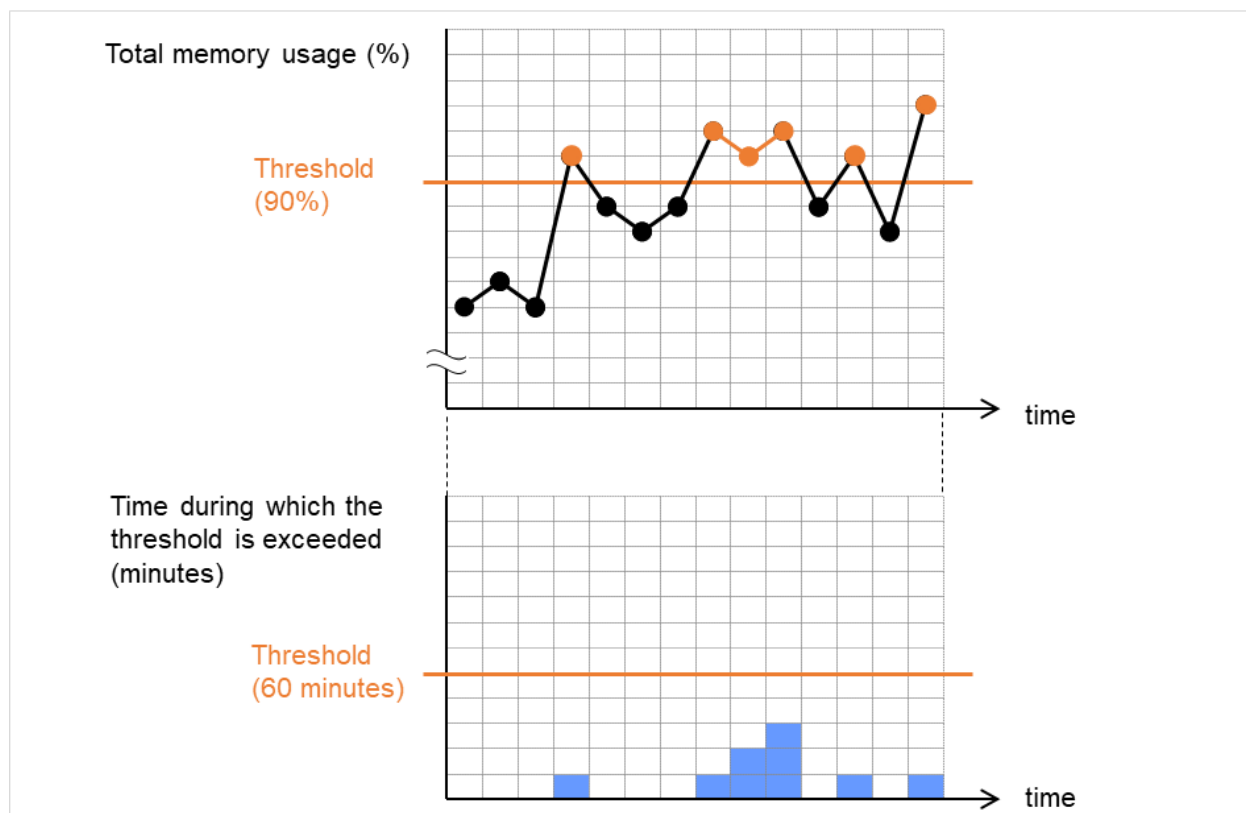 Total memory usage (%)
Threshold
(90%)
time
Time during which the
threshold is exceeded
(minutes)
Threshold
(60 minutes)
time